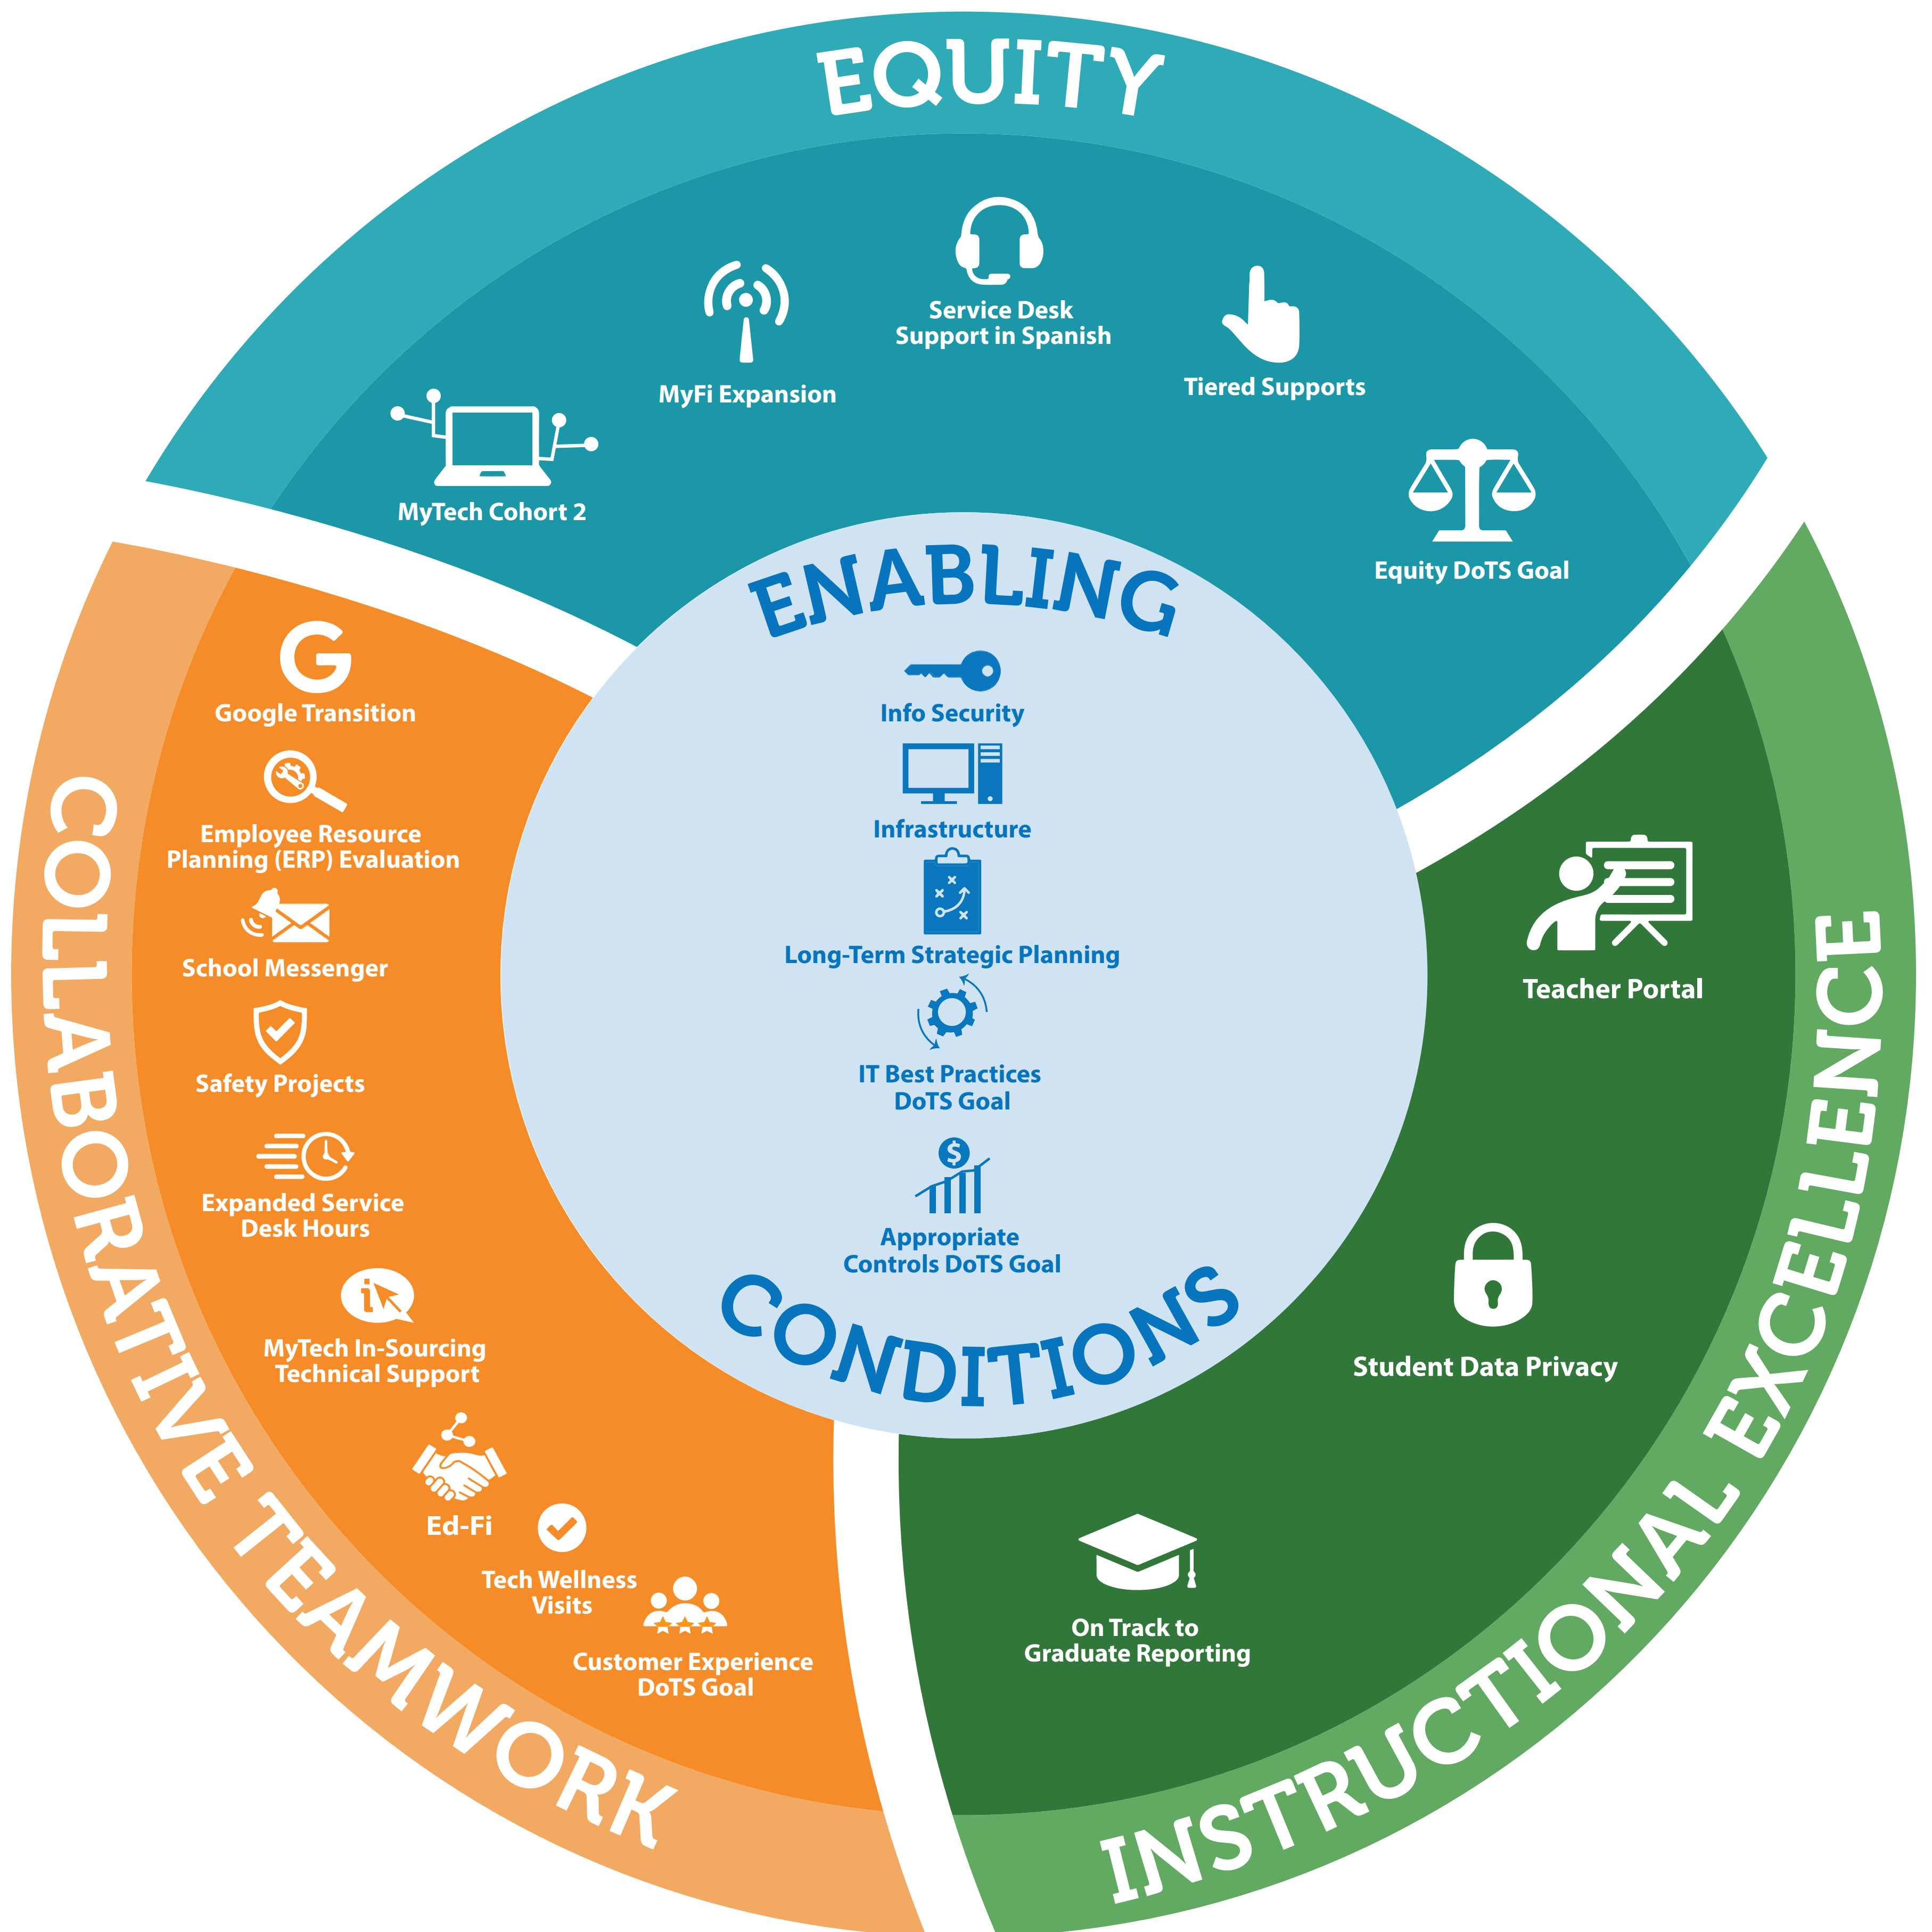 EQUITY
MyTech Cohort 2
MyFi Expansion
Service Desk
Support in Spanish
Tiered Supports
Equity DoTS Goal
ENABLING
Info Security
Infrastructure
Long-Term Strategic Planning
IT Best Practices
DoTS Goal
$
Appropriate
Controls DoTS Goal
CONDITIONS
COLLABORATIVE TEAMWORK
G
Google Transition
Employee Resource
Planning (ERP) Evaluation
School Messenger
Safety Projects
Expanded Service
Desk Hours
i
MyTech In-Sourcing
Technical Support
Ed-Fi
Tech Wellness
Visits
Customer Experience
DoTS Goal
INSTRUCTIONAL EXCELLENCE
Teacher Portal
Student Data Privacy
On Track to
Graduate Reporting